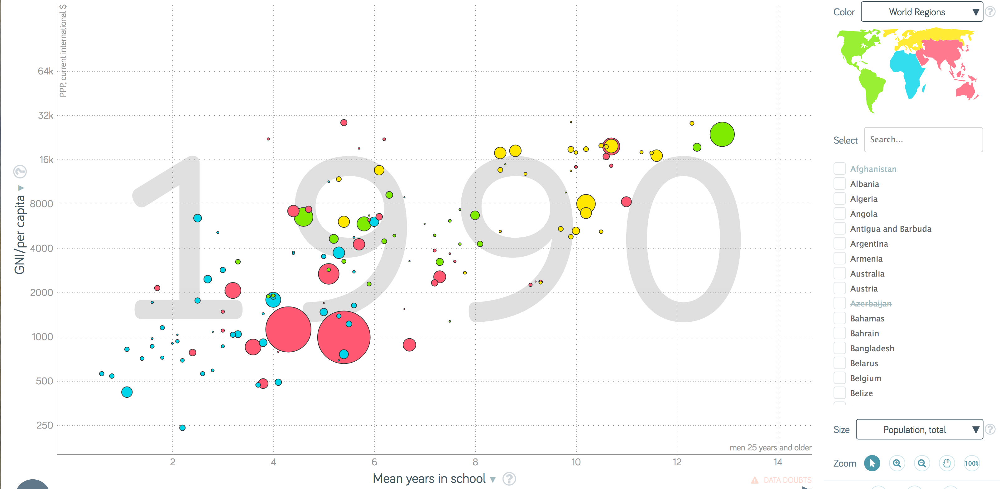 PPP, current international $
Color
World Regions
?
64k
32k
16k
8000
4000
2000
1000
500
250
GNI/per capita ▼
?
1990
Select
Search...
Afghanistan
Albania
Algeria
Angola
Antigua and Barbuda
Argentina
Armenia
Australia
Austria
Azerbaijan
Bahamas
Bahrain
Bangladesh
Belarus
Belgium
Belize
Size
Population, total
?
men 25 years and older
2 4 6 8 10 12 14
Mean years in school ▼ ?
DATA DOUBTS
Zoom
100%